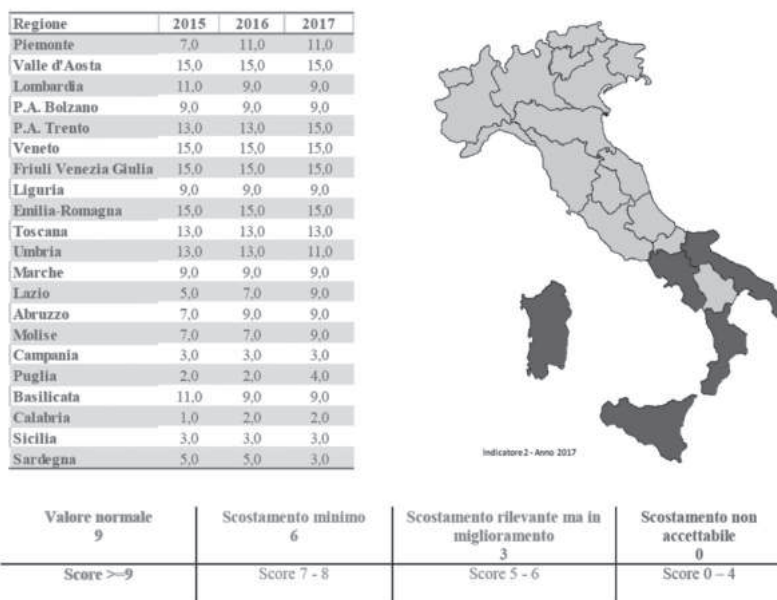 Regione 2015 2016 2017
Piemonte 7,0 11,0 11,0
Valle d'Aosta 15,0 15,0 15,0
Lombardia 11,0 9,0 9,0
P.A. Bolzano 9,0 9,0 9,0
P.A. Trento 13,0 13,0 15,0
Veneto 15,0 15,0 15,0
Friuli Venezia Giulia 15,0 15,0 15,0
Liguria 9,0 9,0 9,0
Emilia-Romagna 15,0 15,0 15,0
Toscana 13,0 13,0 13,0
Umbria 13,0 13,0 11,0
Marche 9,0 9,0 9,0
Lazio 5,0 7,0 9,0
Abruzzo 7,0 9,0 9,0
Molise 7,0 7,0 9,0
Campania 3,0 3,0 3,0
Puglia 2,0 2,0 4,0
Basilicata 11,0 9,0 9,0
Calabria 1,0 2,0 2,0
Sicilia 3,0 3,0 3,0
Sardegna 5,0 5,0 3,0
Indicatore 2 - Anno 2017
Valore normale Scostamento minimo Scostamento rilevante ma in Scostamento non
9 6 miglioramento accettabile
3 0
Score >=9 Score 7 - 8 Score 5 - 6 Score 0 – 4